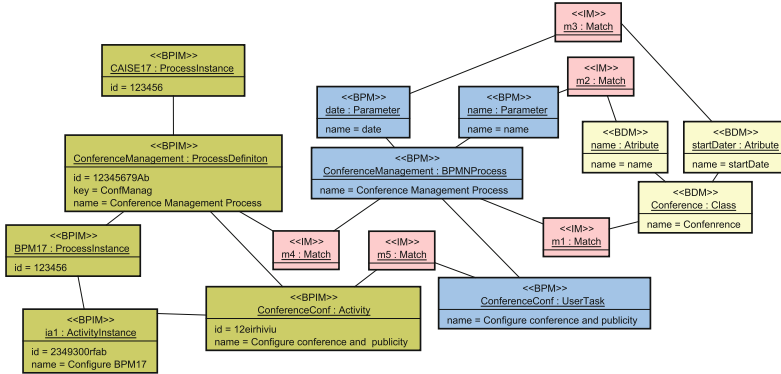 <<IM>>
m3 : Match
<<BPIM>>
CAISE17 : ProcessInstance
id = 123456
<<IM>>
m2 : Match
<<BPM>>
date : Parameter
name = date
<<BPM>>
name : Parameter
name = name
<<BDM>>
name : Atribute
name = name
<<BDM>>
startDater : Atribute
name = startDate
<<BPIM>>
ConferenceManagement : ProcessDefiniton
id = 12345679Ab
key = ConfManag
name = Conference Management Process
<<BPM>>
ConferenceManagement : BPMNProcess
name = Conference Management Process
<<BDM>>
Conference : Class
name = Confenrence
<<BPIM>>
BPM17 : ProcessInstance
id = 123456
<<IM>>
m4 : Match
<<IM>>
m5 : Match
<<IM>>
m1 : Match
<<BPIM>>
ConferenceConf : Activity
id = 12eirhiviu
name = Configure conference and  publicity
<<BPM>>
ConferenceConf : UserTask
name = Configure conference and publicity
<<BPIM>>
ia1 : ActivityInstance
id = 2349300rfab
name = Configure BPM17